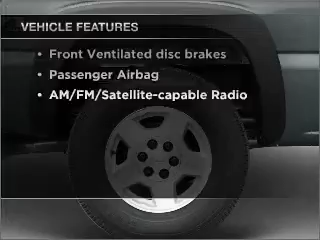 VEHICLE FEATURES
• Front Ventilated disc brakes
• Passenger Airbag
• AM/FM/Satellite-capable Radio